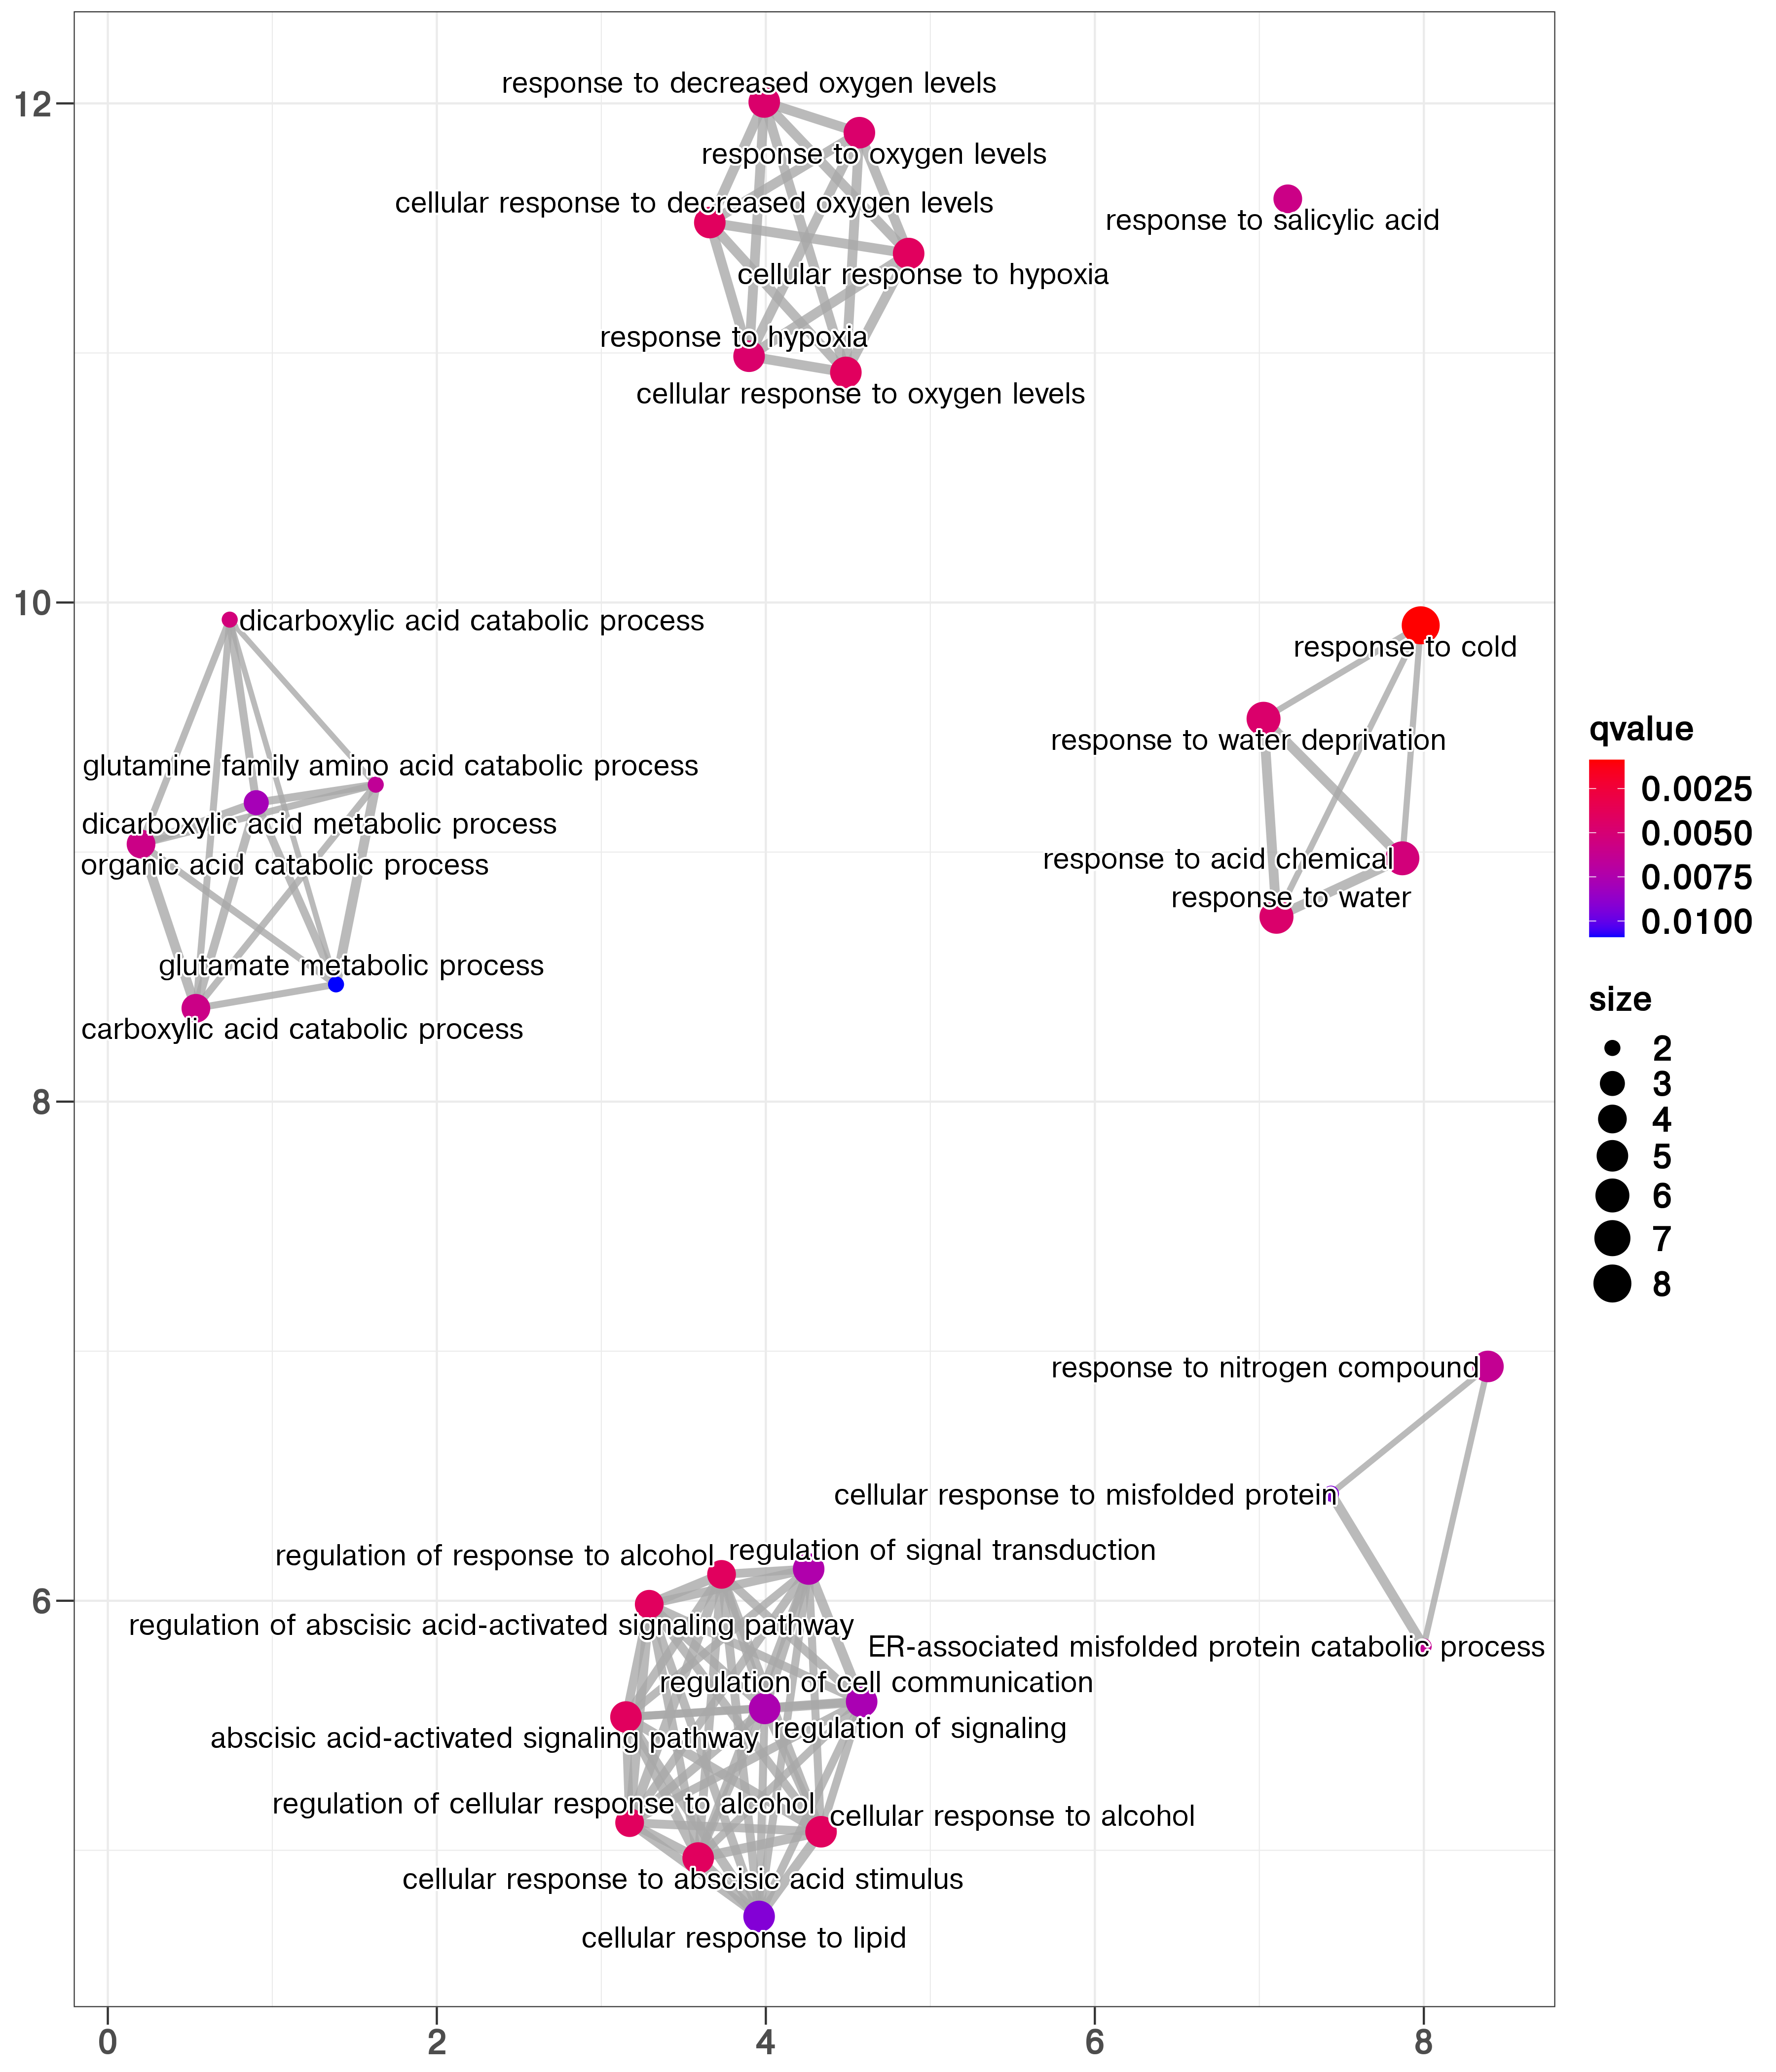 response to decreased oxygen levels
response to oxygen levels
cellular response to decreased oxygen levels
response to salicylic acid
cellular response to hypoxia
response to hypoxia
cellular response to oxygen levels
dicarboxylic acid catabolic process
response to cold
response to water deprivation
glutamine family amino acid catabolic process
dicarboxylic acid metabolic process
organic acid catabolic process
response to acid chemical
response to water
glutamate metabolic process
carboxylic acid catabolic process
response to nitrogen compound
cellular response to misfolded protein
regulation of signal transduction
regulation of response to alcohol
regulation of abscisic acid-activated signaling pathway
ER-associated misfolded protein catabolic process
regulation of cell communication
regulation of signaling
abscisic acid-activated signaling pathway
regulation of cellular response to alcohol
cellular response to alcohol
cellular response to abscisic acid stimulus
cellular response to lipid
12
10
8
6
0
2
4
6
8
qvalue
0.0025
0.0050
0.0075
0.0100
size
2
3
4
5
6
7
8